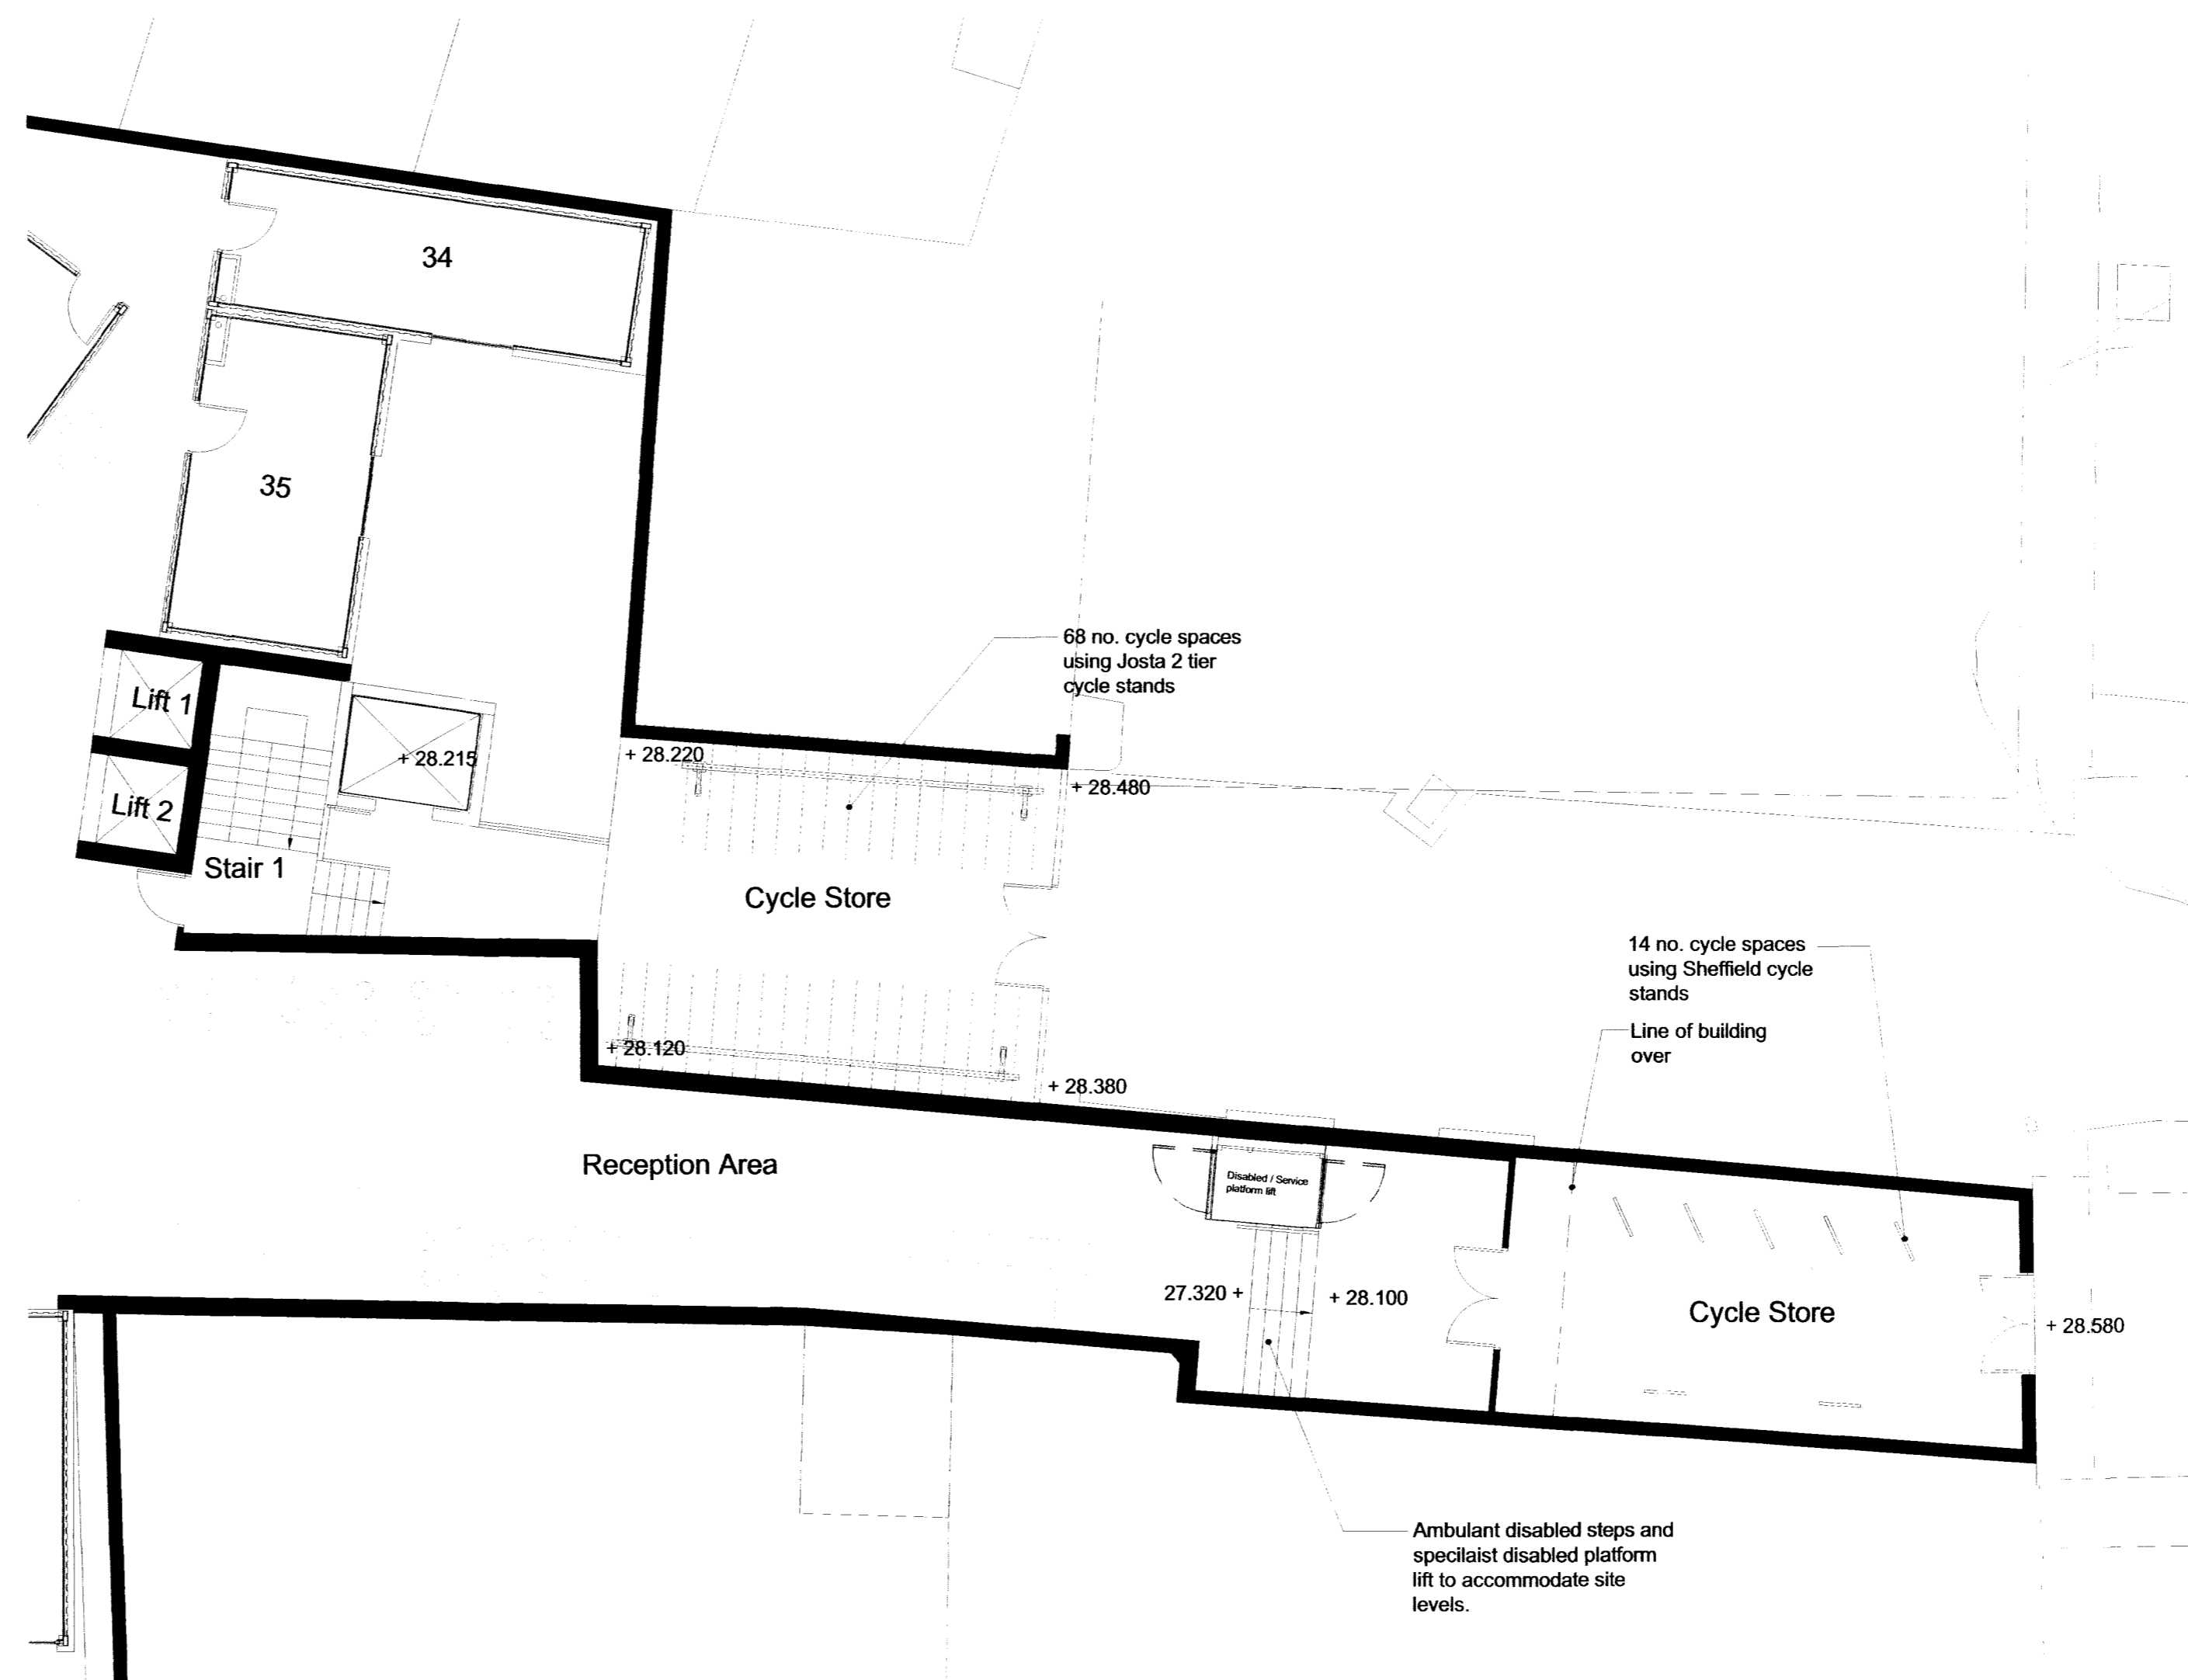 34
35
68 no. cycle spaces
using Josta 2 tier
cycle stands
Lift 1
+ 28.215
+ 28.220
+ 28.480
Lift 2
Stair 1
Cycle Store
14 no. cycle spaces
using Sheffield cycle
stands
Line of building
over
+ 28.120
+ 28.380
Reception Area
Disabled / Service
platform lift
27.320 +
+ 28.100
Cycle Store
+ 28.580
Ambulant disabled steps and
specilaist disabled platform
lift to accommodate site
levels.